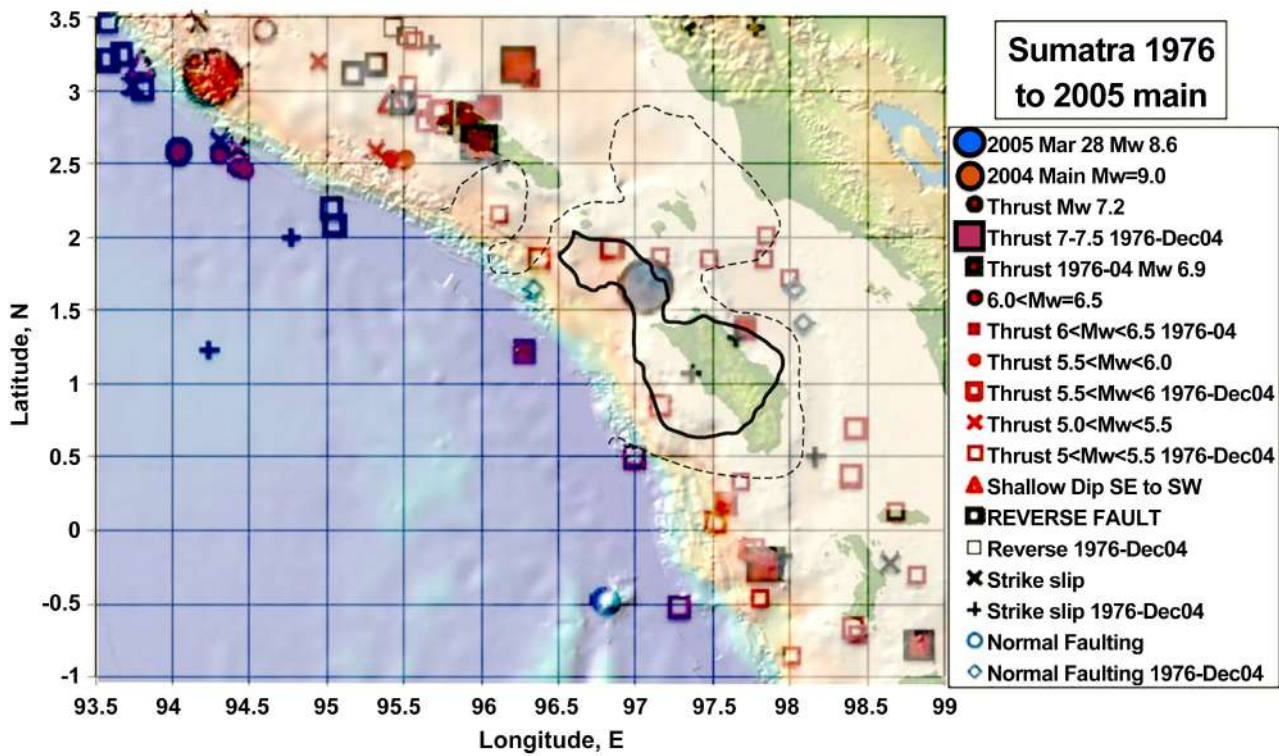 Sumatra 1976
to 2005 main
3.5
3
2.5
2
1.5
1
0.5
0
-0.5
-1
Latitude, N
93.5 94 94.5 95 95.5 96 96.5 97 97.5 98 98.5 99
Longitude, E
2005 Mar 28 Mw 8.6
2004 Main Mw=9.0
Thrust Mw 7.2
Thrust 7-7.5 1976-Dec04
Thrust 1976-04 Mw 6.9
6.0<Mw=6.5
Thrust 6<Mw<6.5 1976-04
Thrust 5.5<Mw<6.0
Thrust 5.5<Mw<6 1976-Dec04
Thrust 5.0<Mw<5.5
Thrust 5<Mw<5.5 1976-Dec04
Shallow Dip SE to SW
REVERSE FAULT
Reverse 1976-Dec04
Strike slip
Strike slip 1976-Dec04
Normal Faulting
Normal Faulting 1976-Dec04